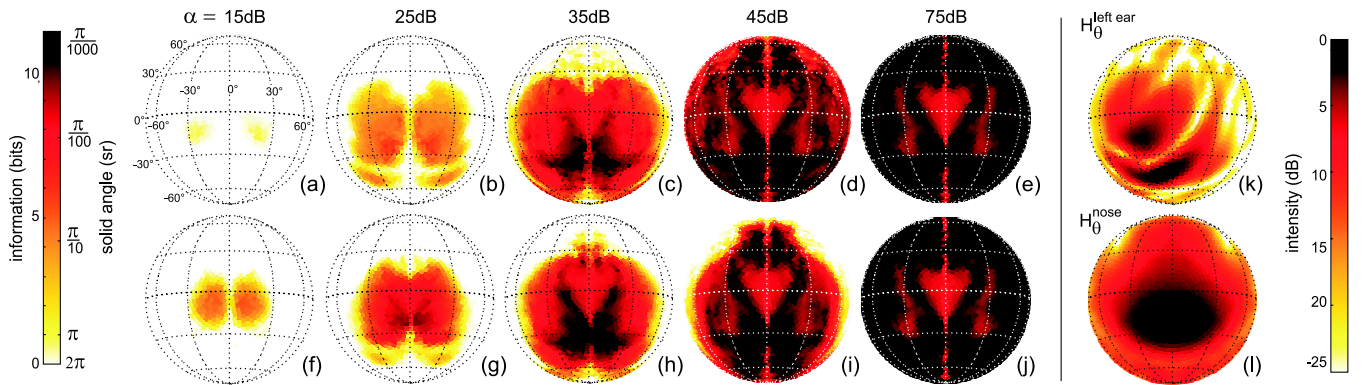 α = 15dB
25dB
35dB
45dB
75dB
H_θ^left ear
60°
30°
-30°
0°
30°
0°
-60°
60°
-30°
-60°
(a)
(b)
(c)
(d)
(e)
(k)
H_θ^nose
(f)
(g)
(h)
(i)
(j)
(l)
information (bits)
10
5
0
solid angle (sr)
π/1000
π/100
π/10
π
2π
intensity (dB)
0
-5
-10
-15
20
-25